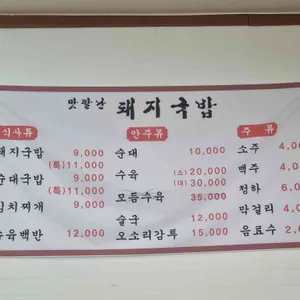 맛깔난 돼지국밥
식사류
돼지국밥 9,000
(특)11,000
순대국밥 9,000
(특)11,000
김치찌개 9,000
수육백반 12,000
안주류
순대 10,000
수육 (소)20,000
(대)30,000
모듬수육 35,000
술국 12,000
오소리감투 15,000
주류
소주 4,00
맥주 4,00
청하 6,0
막걸리 4,0
음료수 2,0